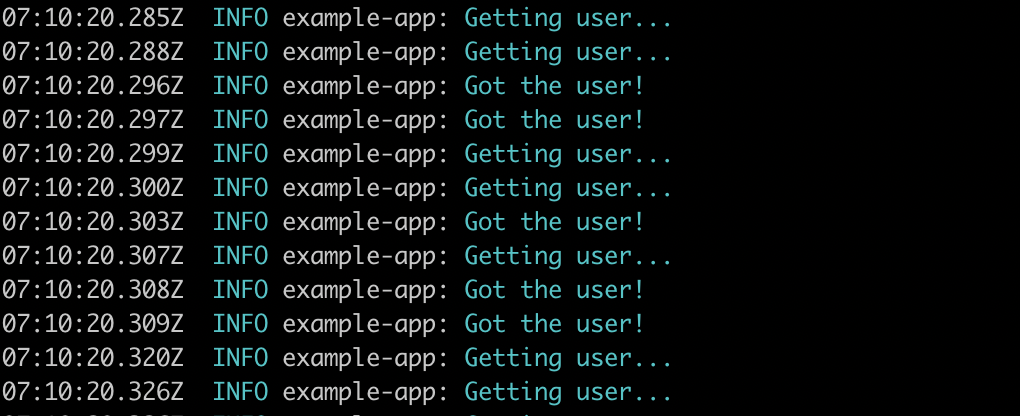 07:10:20.285Z  INFO example-app: Getting user...
07:10:20.288Z  INFO example-app: Getting user...
07:10:20.296Z  INFO example-app: Got the user!
07:10:20.297Z  INFO example-app: Got the user!
07:10:20.299Z  INFO example-app: Getting user...
07:10:20.300Z  INFO example-app: Getting user...
07:10:20.303Z  INFO example-app: Got the user!
07:10:20.307Z  INFO example-app: Getting user...
07:10:20.308Z  INFO example-app: Got the user!
07:10:20.309Z  INFO example-app: Got the user!
07:10:20.320Z  INFO example-app: Getting user...
07:10:20.326Z  INFO example-app: Getting user...